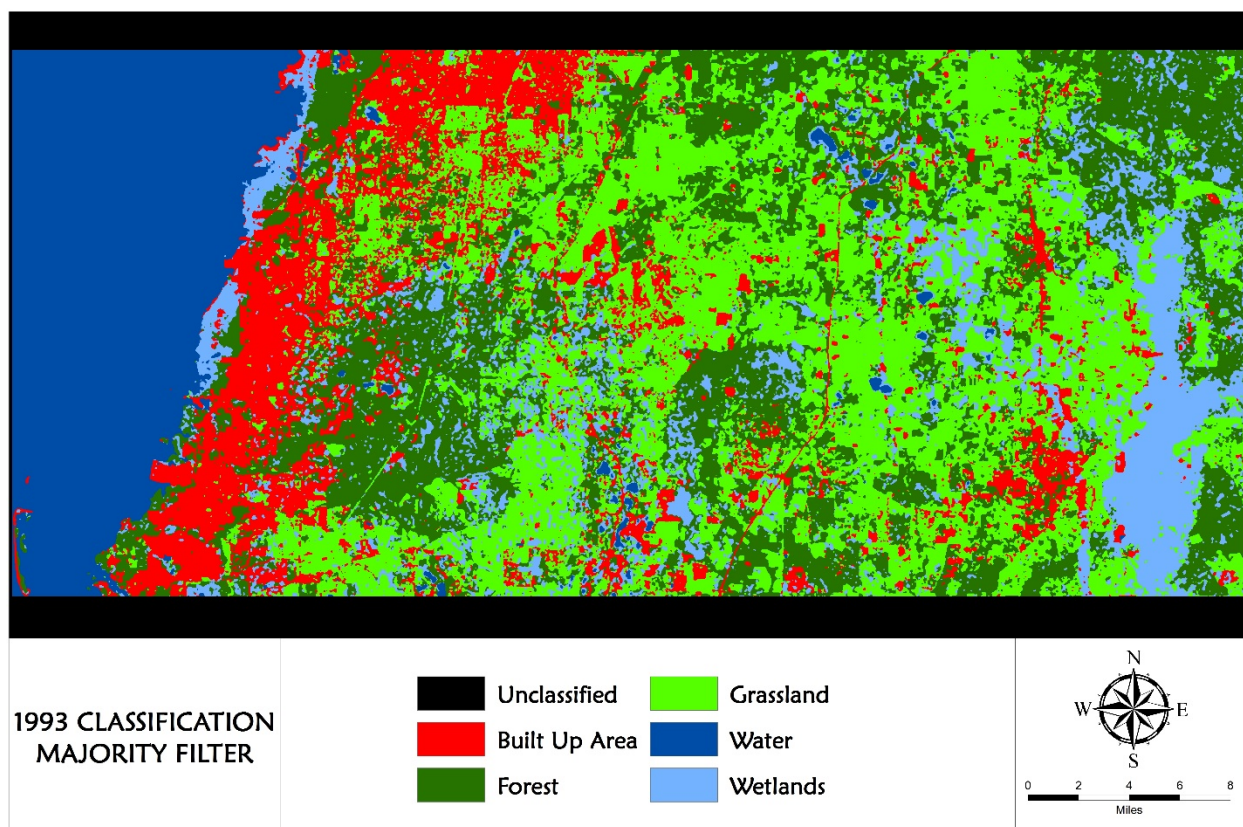 1993 CLASSIFICATION
MAJORITY FILTER
Unclassified
Built Up Area
Forest
Grassland
Water
Wetlands
N
W E
S
0 2 4 6 8
Miles